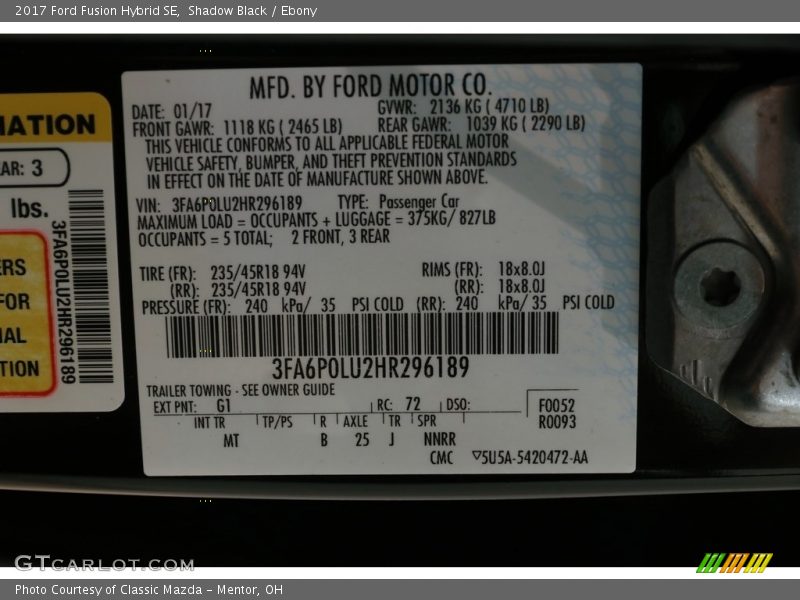 2017 Ford Fusion Hybrid SE, Shadow Black / Ebony
MATION
AR: 3
lbs.
ERS
FOR
AL
TION
3FA6P0LU2HR296189
MFD. BY FORD MOTOR CO.
DATE: 01/17 GVWR: 2136 KG ( 4710 LB)
FRONT GAWR: 1118 KG ( 2465 LB) REAR GAWR: 1039 KG ( 2290 LB)
THIS VEHICLE CONFORMS TO ALL APPLICABLE FEDERAL MOTOR
VEHICLE SAFETY, BUMPER, AND THEFT PREVENTION STANDARDS
IN EFFECT ON THE DATE OF MANUFACTURE SHOWN ABOVE.
VIN: 3FA6P0LU2HR296189 TYPE: Passenger Car
MAXIMUM LOAD = OCCUPANTS + LUGGAGE = 375KG/ 827LB
OCCUPANTS = 5 TOTAL; 2 FRONT, 3 REAR
TIRE (FR): 235/45R18 94V RIMS (FR): 18x8.0J
(RR): 235/45R18 94V (RR): 18x8.0J
PRESSURE (FR): 240 kPa/ 35 PSI COLD (RR): 240 kPa/ 35 PSI COLD
3FA6P0LU2HR296189
TRAILER TOWING - SEE OWNER GUIDE
EXT PNT: G1 RC: 72 DSO: F0052
INT TR TP/PS R AXLE TR SPR R0093
MT B 25 J NNRR
CMC ▽5U5A-5420472-AA
GTCarLot.com
Photo Courtesy of Classic Mazda - Mentor, OH